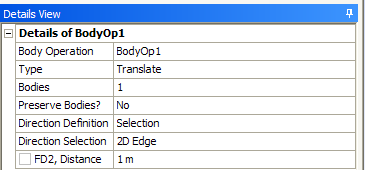 Details View
Details of BodyOp1
Body Operation BodyOp1
Type Translate
Bodies 1
Preserve Bodies? No
Direction Definition Selection
Direction Selection 2D Edge
FD2, Distance 1 m